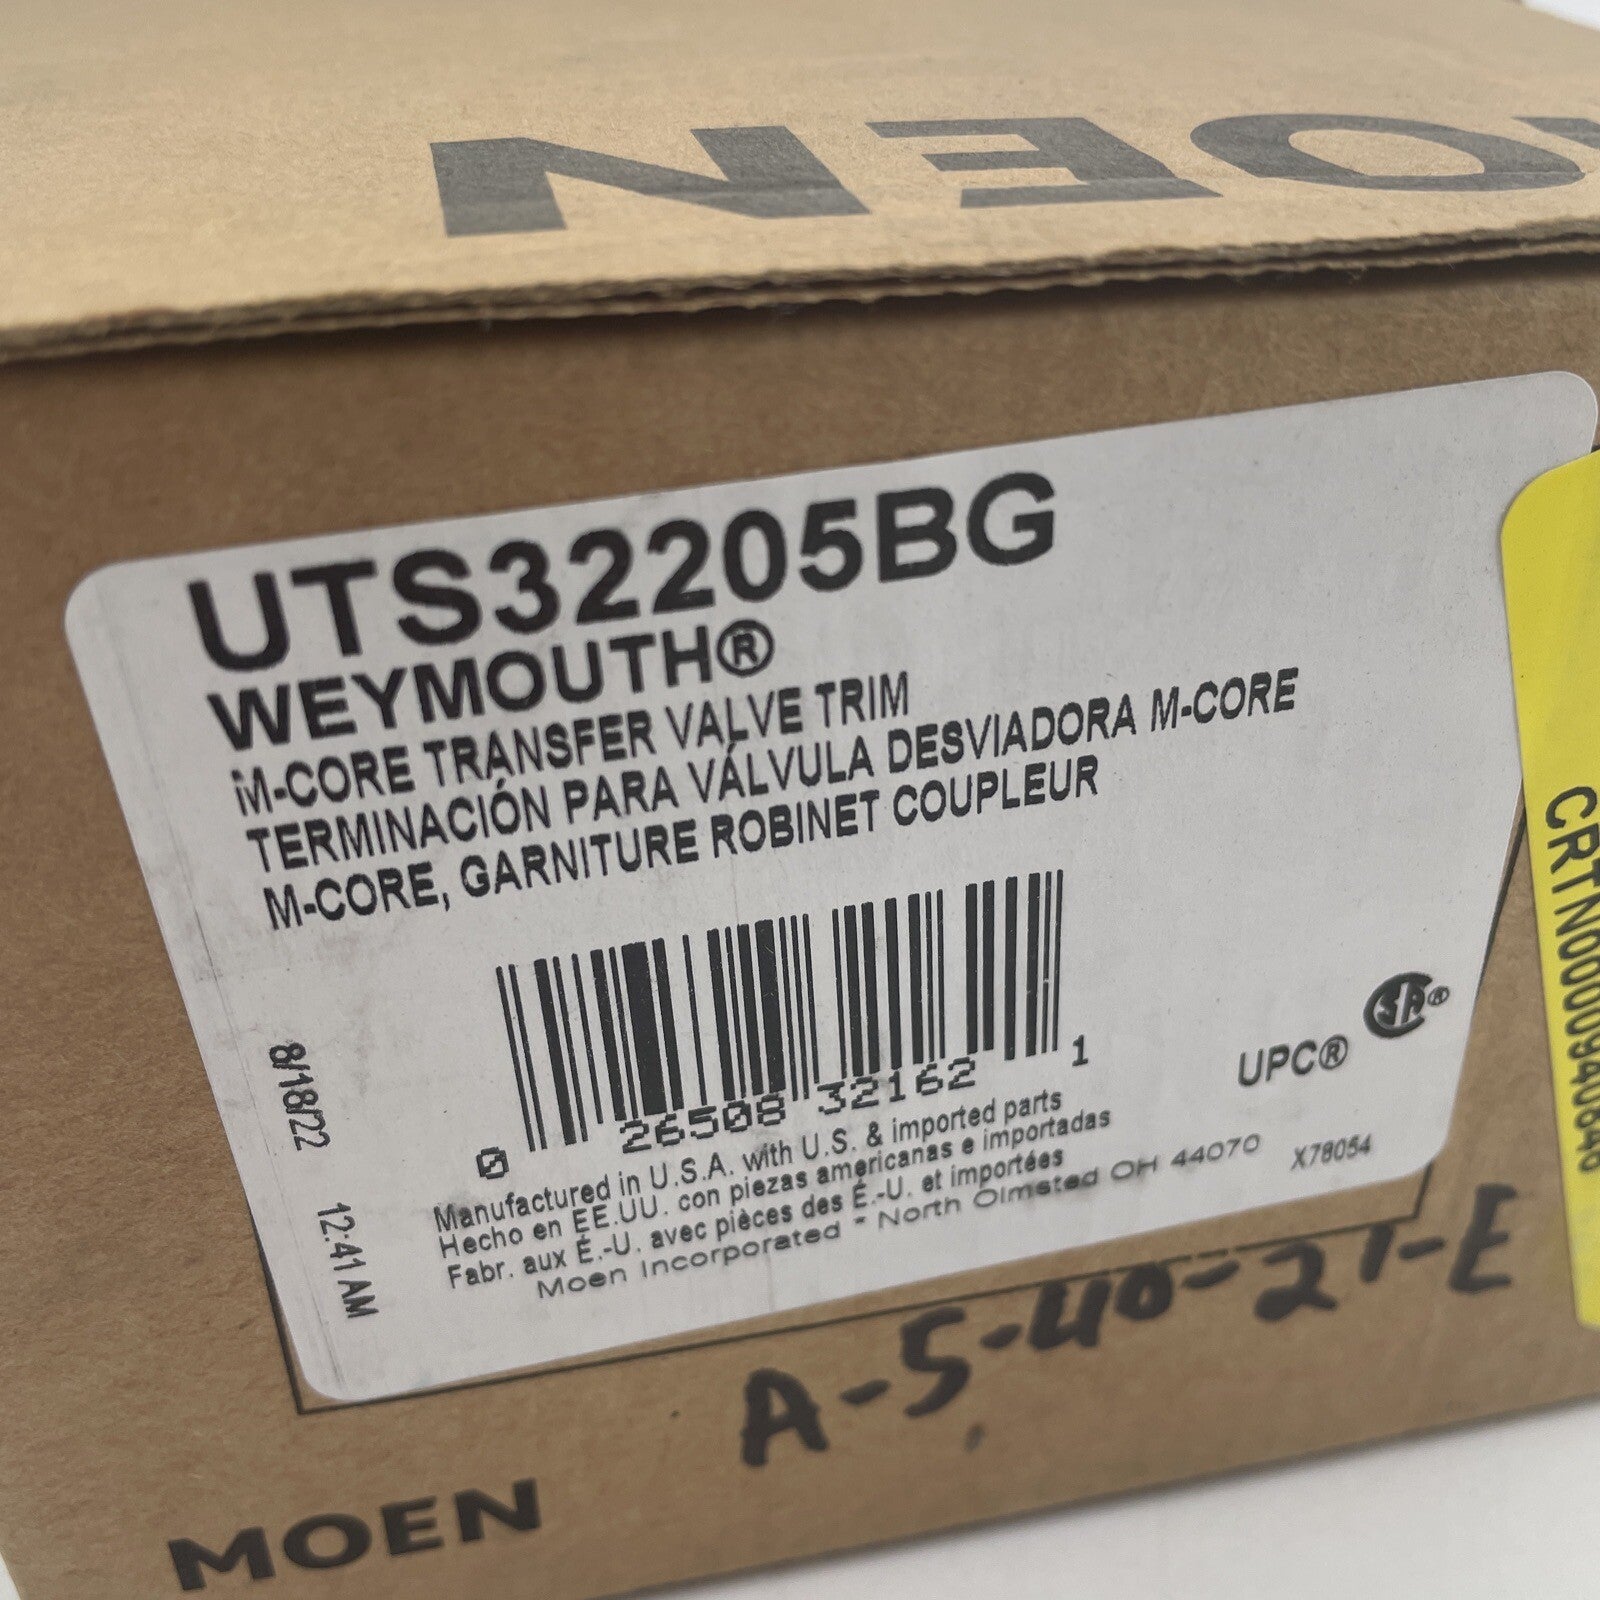 OEN
UTS32205BG
WEYMOUTH®
M-CORE TRANSFER VALVE TRIM
TERMINACIÓN PARA VÁLVULA DESVIADORA M-CORE
M-CORE, GARNITURE ROBINET COUPLEUR
8/18/22 12:41 AM
0 26508 32162 1
UPC® SA®
Manufactured in U.S.A. with U.S. & imported parts
Hecho en EE.UU. con piezas americanas e importadas
Fabr. aux É.-U. avec pièces des É.-U. et importées
Moen Incorporated * North Olmsted OH 44070
X78054
CRTN0000940846
A-5-40-21-E
MOEN